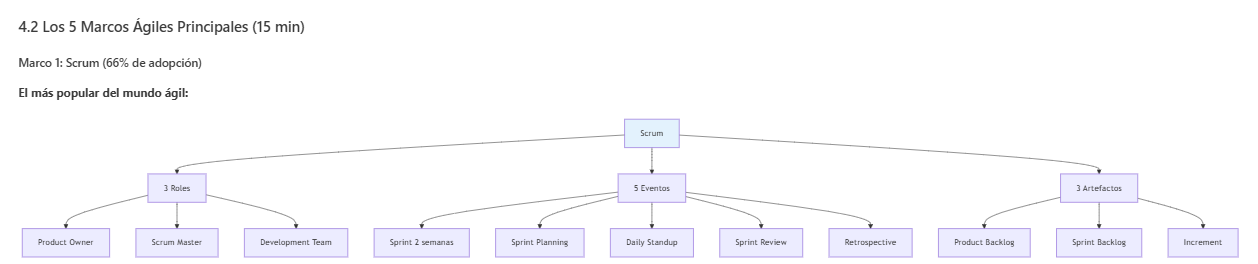 4.2 Los 5 Marcos Ágiles Principales (15 min)
Marco 1: Scrum (66% de adopción)
El más popular del mundo ágil:
Scrum
3 Roles
5 Eventos
3 Artefactos
Product Owner
Scrum Master
Development Team
Sprint 2 semanas
Sprint Planning
Daily Standup
Sprint Review
Retrospective
Product Backlog
Sprint Backlog
Increment